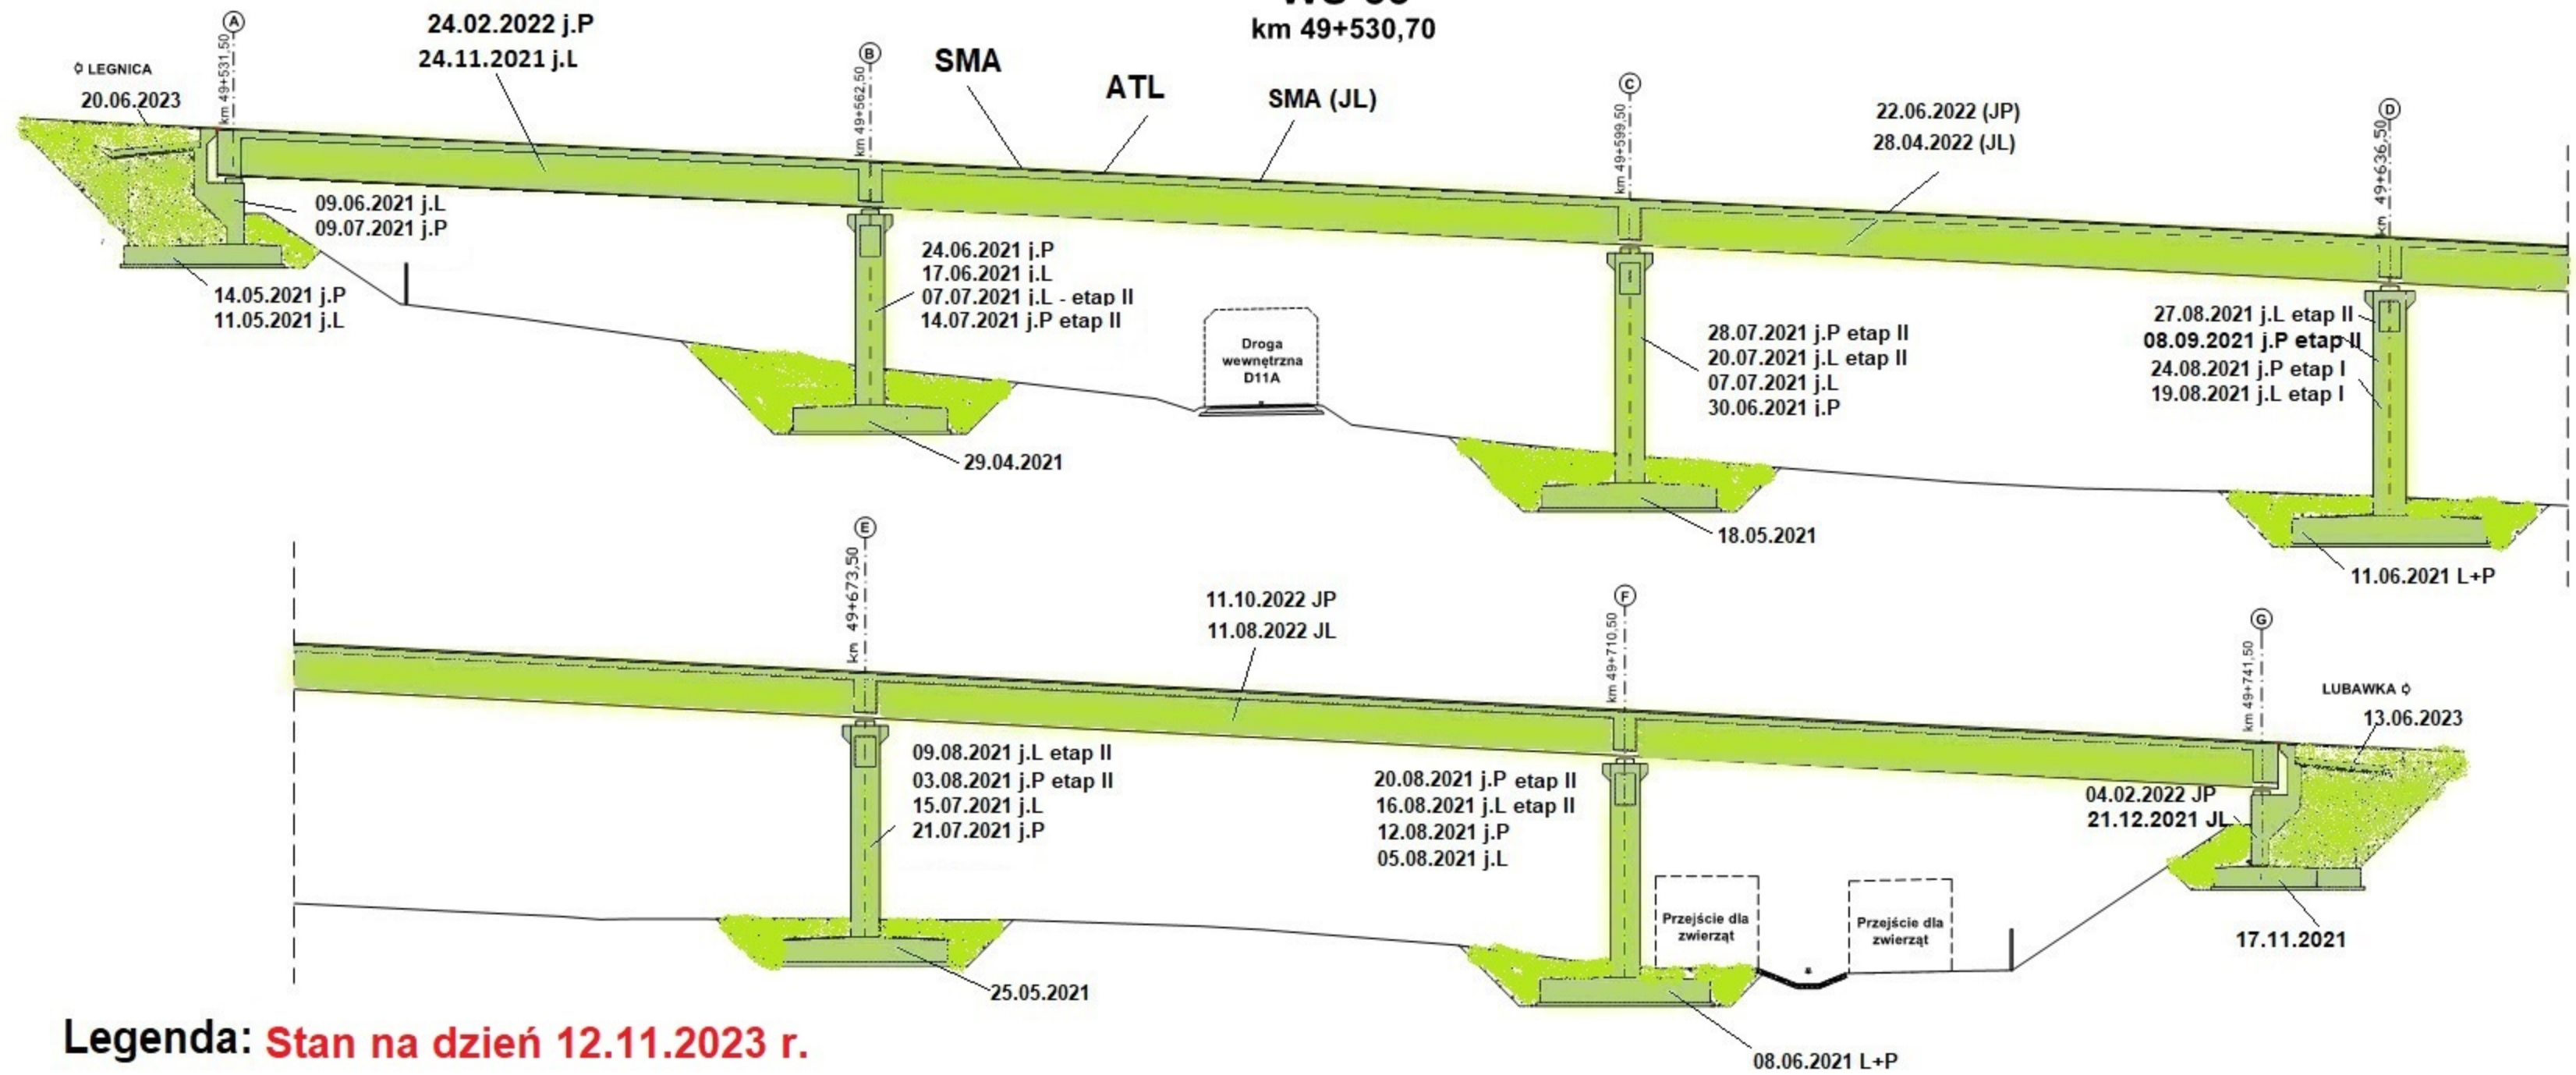 km 49+530,70
A
km 49+531,50
LEGNICA
20.06.2023
24.02.2022 j.P
24.11.2021 j.L
B
km 49+562,50
SMA
ATL
SMA (JL)
C
km 49+599,50
22.06.2022 (JP)
28.04.2022 (JL)
D
km 49+636,50
09.06.2021 j.L
09.07.2021 j.P
14.05.2021 j.P
11.05.2021 j.L
24.06.2021 j.P
17.06.2021 j.L
07.07.2021 j.L - etap II
14.07.2021 j.P etap II
29.04.2021
Droga
wewnętrzna
D11A
28.07.2021 j.P etap II
20.07.2021 j.L etap II
07.07.2021 j.L
30.06.2021 j.P
18.05.2021
27.08.2021 j.L etap II
08.09.2021 j.P etap II
24.08.2021 j.P etap I
19.08.2021 j.L etap I
11.06.2021 L+P
E
km 49+673,50
11.10.2022 JP
11.08.2022 JL
F
km 49+710,50
G
km 49+741,50
LUBAWKA
13.06.2023
09.08.2021 j.L etap II
03.08.2021 j.P etap II
15.07.2021 j.L
21.07.2021 j.P
25.05.2021
20.08.2021 j.P etap II
16.08.2021 j.L etap II
12.08.2021 j.P
05.08.2021 j.L
Przejście dla
zwierząt
Przejście dla
zwierząt
04.02.2022 JP
21.12.2021 JL
17.11.2021
08.06.2021 L+P
Legenda: Stan na dzień 12.11.2023 r.